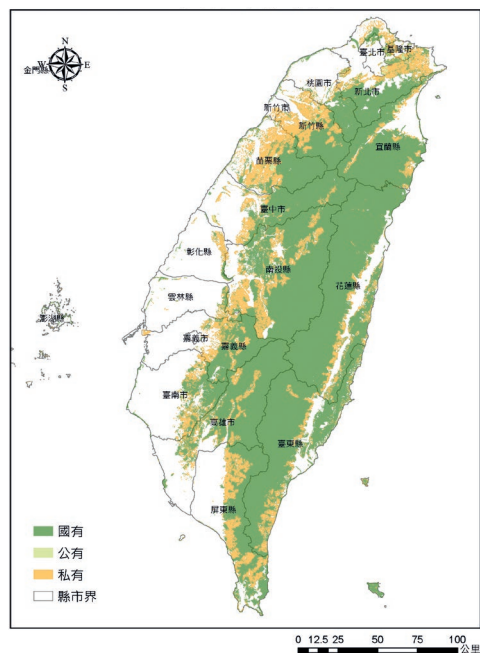 N
W E
S
金門縣
臺北市
基隆市
桃園市
新北市
新竹市
新竹縣
宜蘭縣
苗栗縣
臺中市
彰化縣
南投縣
花蓮縣
雲林縣
澎湖縣
嘉義市
嘉義縣
臺南市
高雄市
臺東縣
屏東縣
國有
公有
私有
縣市界
0 12.5 25 50 75 100
公里